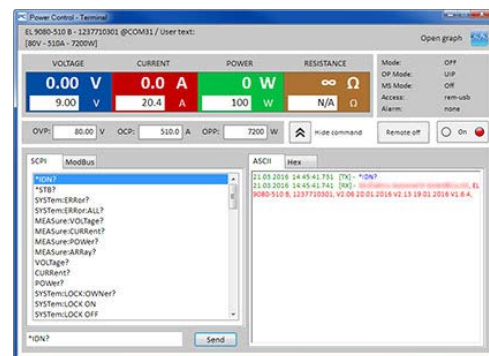 Power Control - Terminal
EL 9080-510 B - 1237710301 @COM31 / User text:
[80V - 510A - 7200W]
Open graph
VOLTAGE CURRENT POWER RESISTANCE
0.00 V 0.0 A 0 W ∞ Ω
9.00 V 20.4 A 100 W N/A Ω
Mode: OFF
OP Mode: UIP
MS Mode: Off
Access: rem-usb
Alarm: none
OVP: 80.00 V OCP: 510.0 A OPP: 7200 W Hide command Remote off On
SCPI ModBus
*IDN?
*STB?
SYSTem:ERRor?
SYSTem:ERRor:ALL?
MEASure:VOLTage?
MEASure:CURRent?
MEASure:POWer?
MEASure:ARRay?
VOLTage?
CURRent?
POWer?
SYSTem:LOCK:OWNer?
SYSTem:LOCK ON
SYSTem:LOCK OFF
*IDN? Send
ASCII Hex
21.03.2016 14:45:41.731 [TX] - *IDN?
21.03.2016 14:45:41.741 [RX] - EL
9080-510 B, 1237710301, V2.06 20.01 2016 V2.13 19.01 2016 V1.6.4,